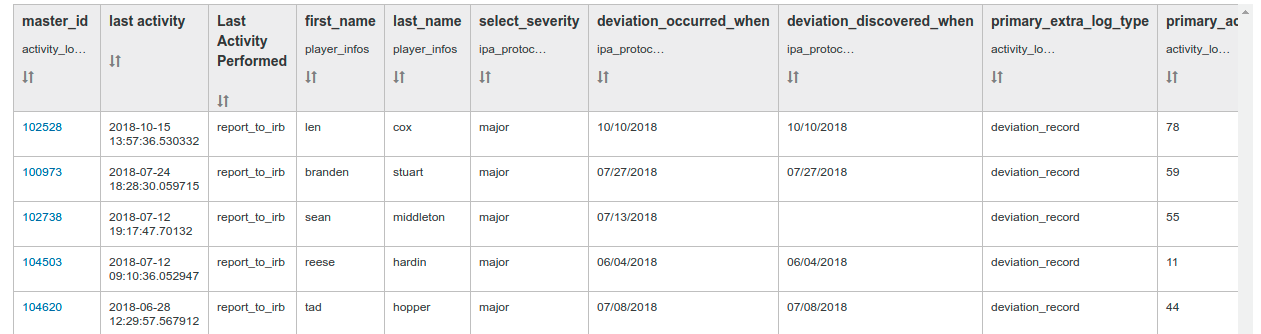 master_id last activity Last first_name last_name select_severity deviation_occurred_when deviation_discovered_when primary_extra_log_type
Activity
Performed
activity_lo… player_infos player_infos ipa_protoc… ipa_protoc… ipa_protoc… activity_lo… activity_lo…
102528 2018-10-15 report_to_irb len cox major 10/10/2018 10/10/2018 deviation_record 78
13:57:36.530332
100973 2018-07-24 report_to_irb branden stuart major 07/27/2018 07/27/2018 deviation_record 59
18:28:30.059715
102738 2018-07-12 report_to_irb sean middleton major 07/13/2018 deviation_record 55
19:17:47.70132
104503 2018-07-12 report_to_irb reese hardin major 06/04/2018 06/04/2018 deviation_record 11
09:10:36.052947
104620 2018-06-28 report_to_irb tad hopper major 07/08/2018 07/08/2018 deviation_record 44
12:29:57.567912